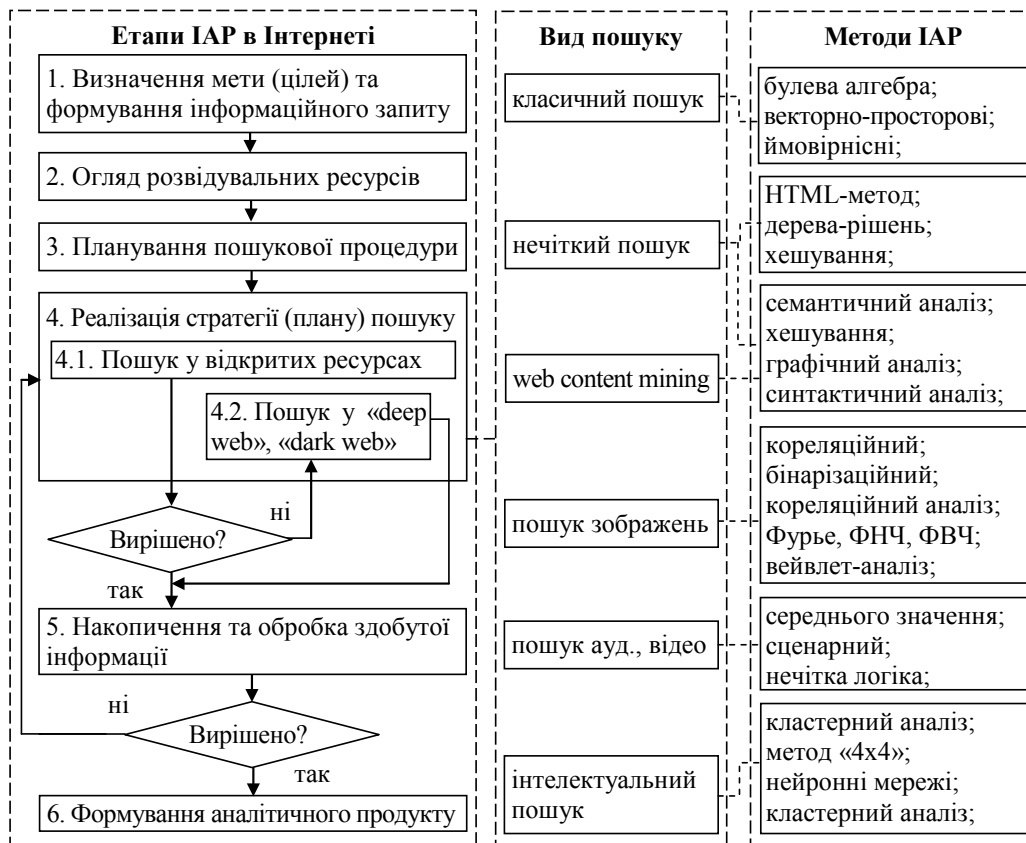 Етапи ІАР в Інтернеті
1. Визначення мети (цілей) та
формування інформаційного запиту
2. Огляд розвідувальних ресурсів
3. Планування пошукової процедури
4. Реалізація стратегії (плану) пошуку
4.1. Пошук у відкритих ресурсах
4.2. Пошук у «deep
web», «dark web»
ні
Вирішено?
так
5. Накопичення та обробка здобутої
інформації
ні
Вирішено?
так
6. Формування аналітичного продукту
Вид пошуку
класичний пошук
нечіткий пошук
web content mining
пошук зображень
пошук ауд., відео
інтелектуальний
пошук
Методи ІАР
булева алгебра;
векторно-просторові;
ймовірнісні;
HTML-метод;
дерева-рішень;
хешування;
семантичний аналіз;
хешування;
графічний аналіз;
синтактичний аналіз;
кореляційний;
бінарізаційний;
кореляційний аналіз;
Фурье, ФНЧ, ФВЧ;
вейвлет-аналіз;
середнього значення;
сценарний;
нечітка логіка;
кластерний аналіз;
метод «4х4»;
нейронні мережі;
кластерний аналіз;